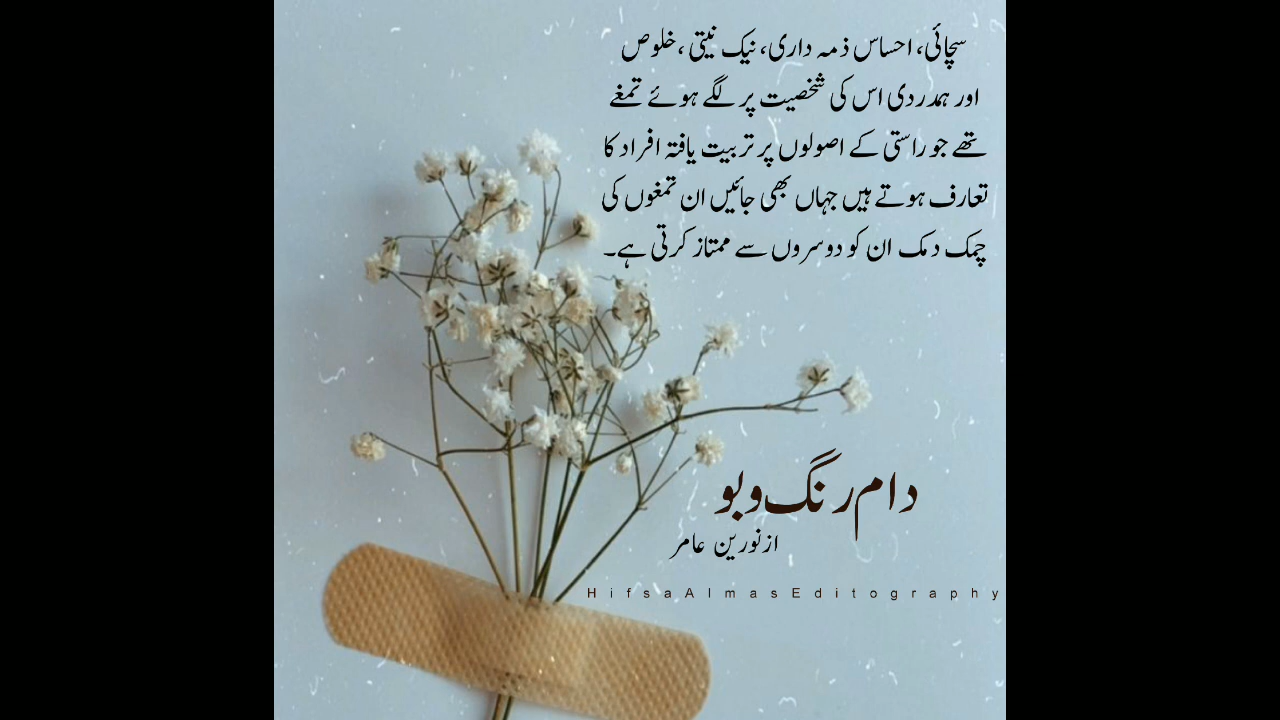 سچائی، احساس ذمہ داری، نیک نیتی ،خلوص
اور ہمدردی اس کی شخصیت پر لگے ہوئے تمغے
تھے جو راستی کے اصولوں پر تربیت یافتہ افراد کا
تعارف ہوتے ہیں جہاں بھی جائیں ان تمغوں کی
چمک دمک ان کو دوسروں سے ممتاز کرتی ہے۔
دام رنگ و بو
از نورین عامر
HifsaAlmasEditography